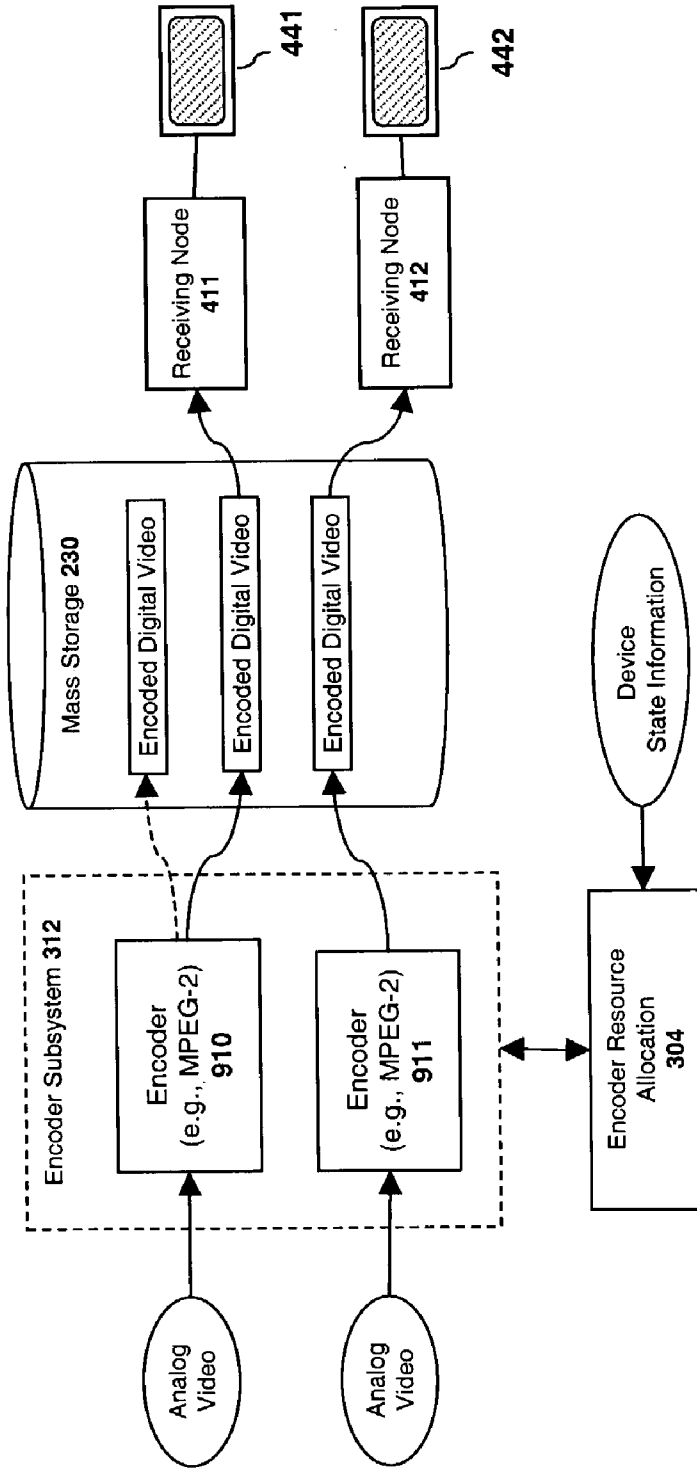 Analog
Video
Analog
Video
Encoder Subsystem 312
Encoder
(e.g., MPEG-2)
910
Encoder
(e.g., MPEG-2)
911
Encoder Resource
Allocation
304
Mass Storage 230
Encoded Digital Video
Encoded Digital Video
Encoded Digital Video
Device
State Information
Receiving Node
411
Receiving Node
412
441
442